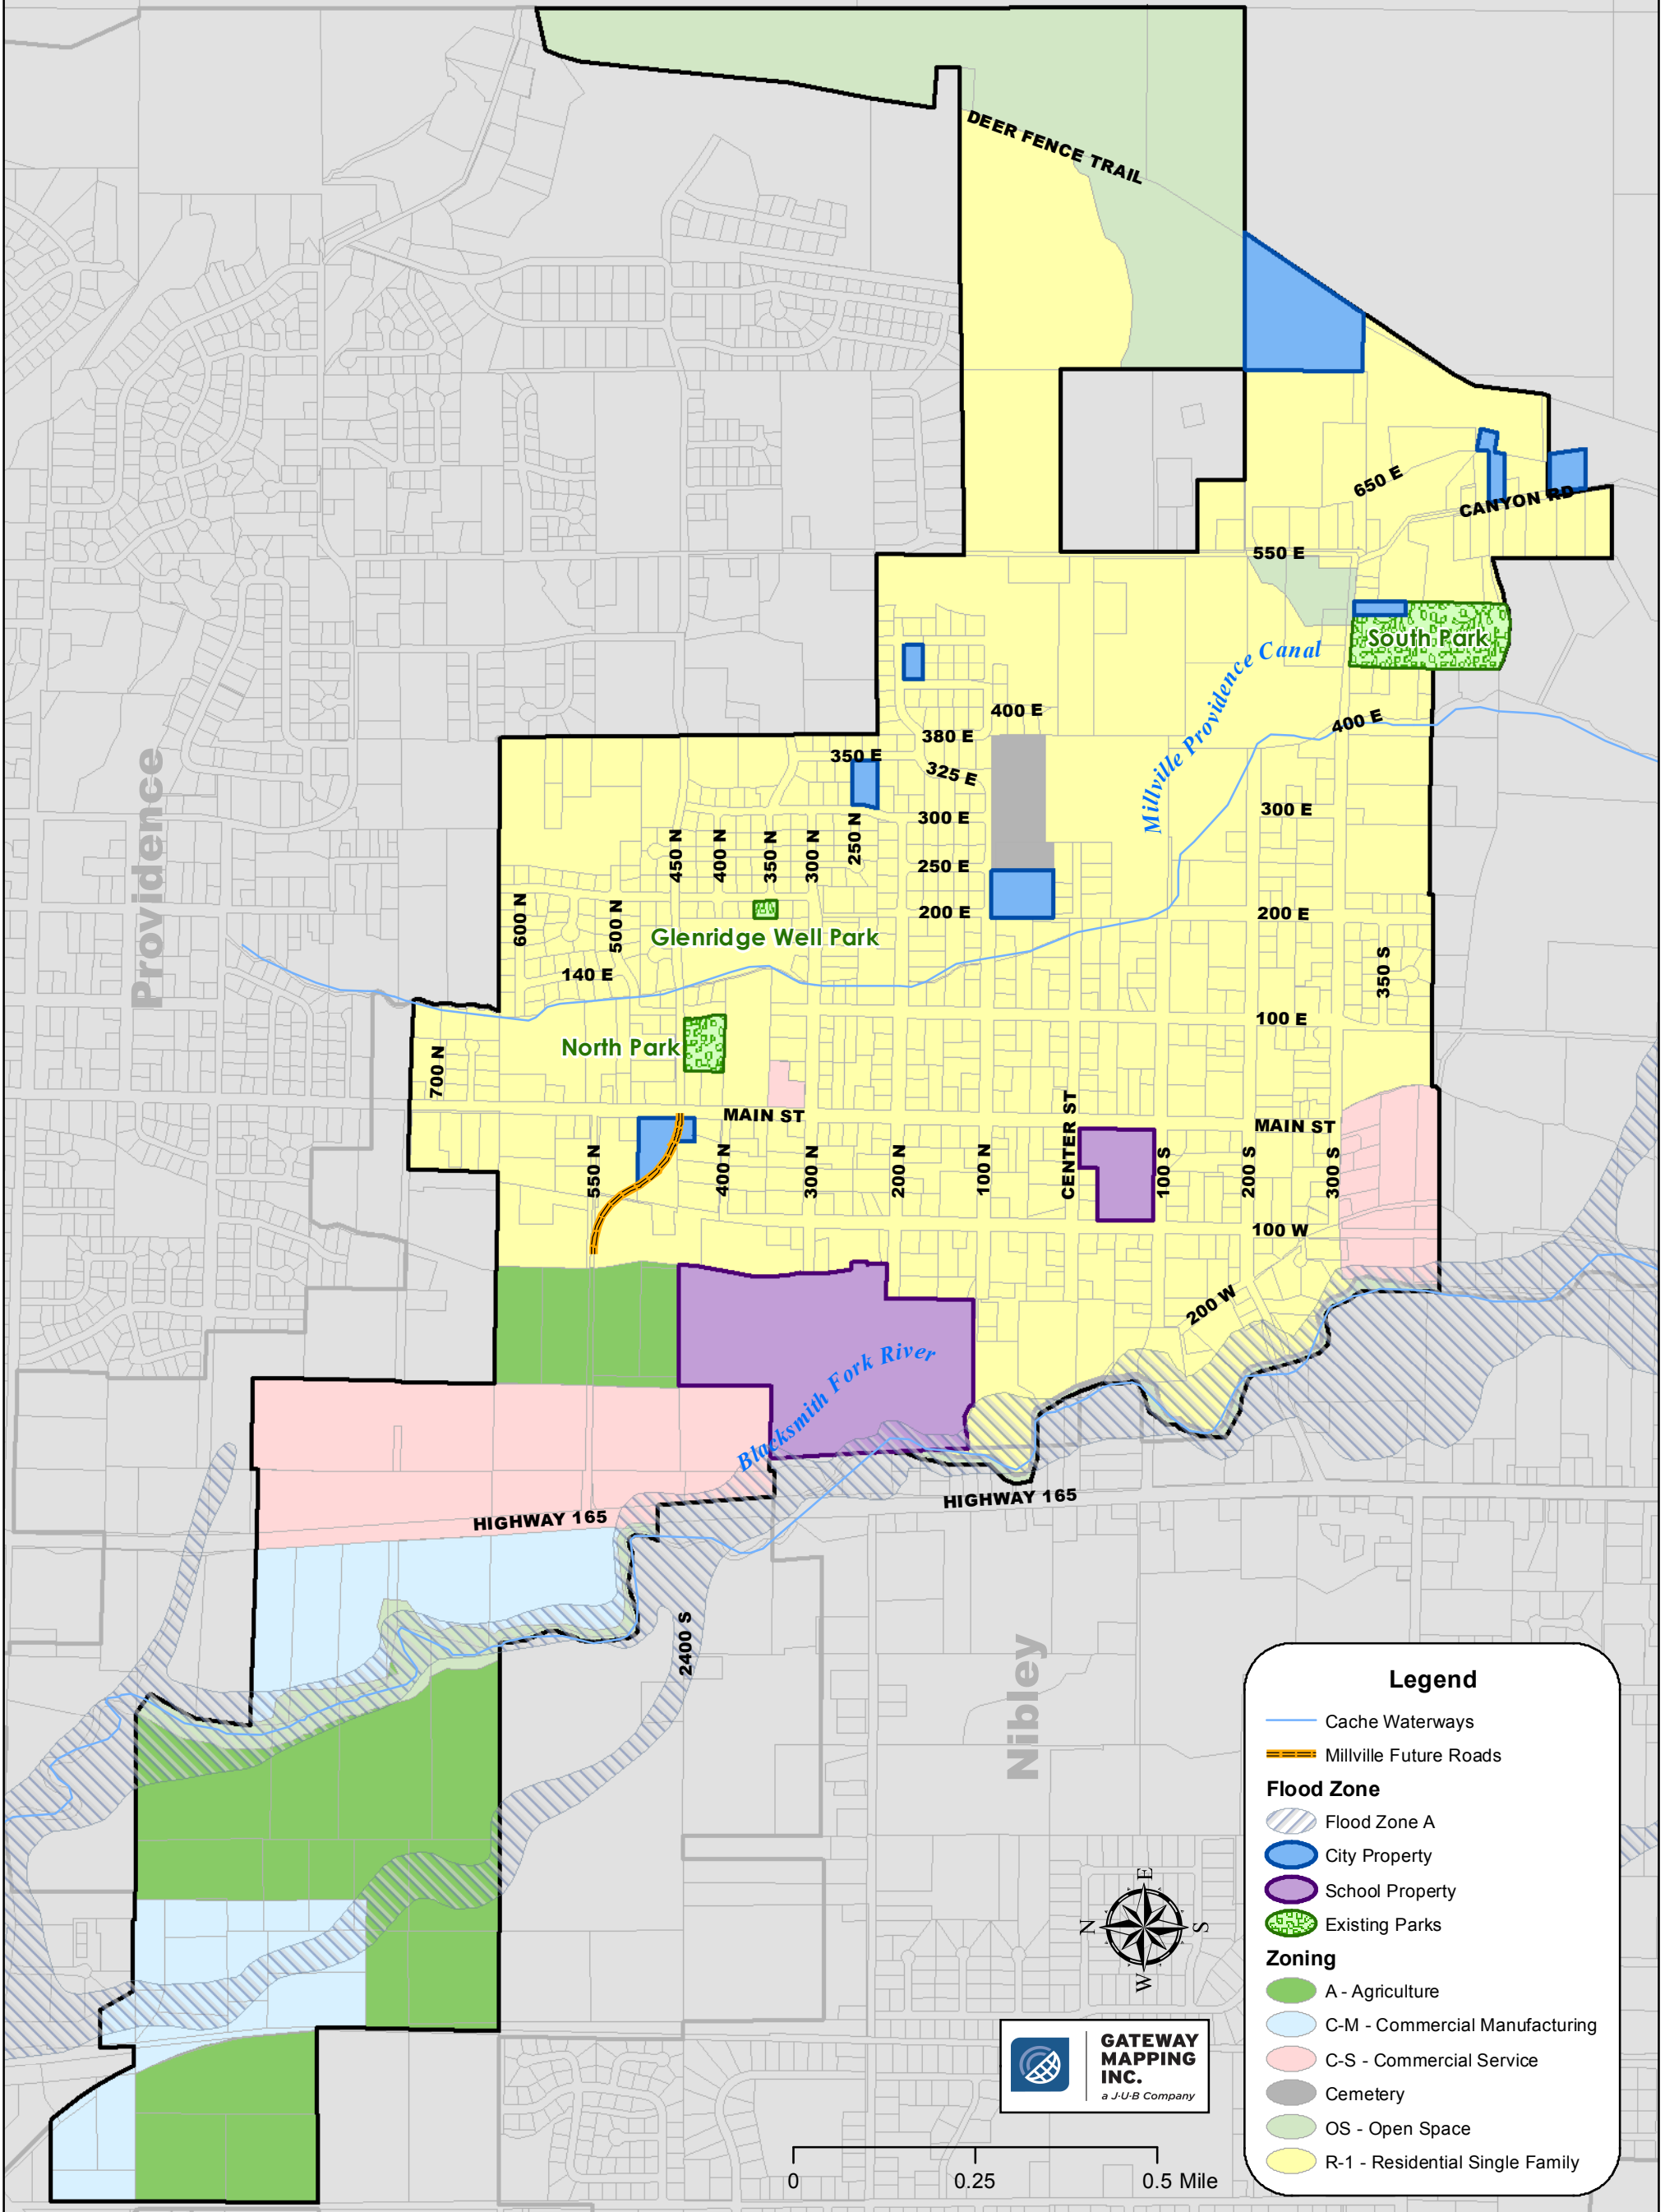 DEER FENCE TRAIL
650 E
CANYON RD
550 E
South Park
Millville Providence Canal
400 E
400 E
380 E
350 E
325 E
300 E
300 E
450 N
400 N
350 N
300 N
250 N
250 E
200 E
200 E
600 N
500 N
Glenridge Well Park
Providence
140 E
350 S
100 E
North Park
700 N
MAIN ST
MAIN ST
CENTER ST
550 N
400 N
300 N
200 N
100 N
100 S
200 S
300 S
100 W
200 W
Blacksmith Fork River
HIGHWAY 165
HIGHWAY 165
2400 S
Nibley
E
N
S
W
GATEWAY
MAPPING
INC.
a J·U·B Company
0
0.25
0.5 Mile
Legend
Cache Waterways
Millville Future Roads
Flood Zone
Flood Zone A
City Property
School Property
Existing Parks
Zoning
A - Agriculture
C-M - Commercial Manufacturing
C-S - Commercial Service
Cemetery
OS - Open Space
R-1 - Residential Single Family